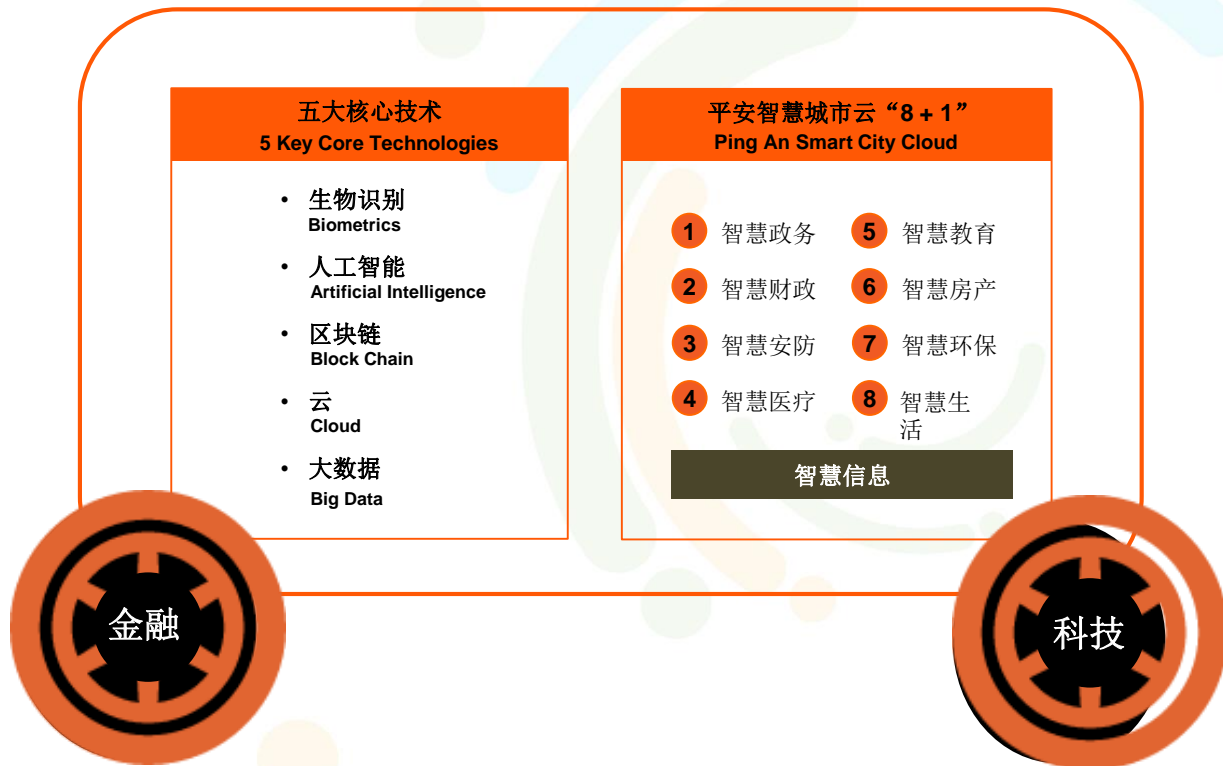 五大核心技术
5 Key Core Technologies
• 生物识别
Biometrics
• 人工智能
Artificial Intelligence
• 区块链
Block Chain
• 云
Cloud
• 大数据
Big Data
平安智慧城市云“8 + 1”
Ping An Smart City Cloud
1 智慧政务
2 智慧财政
3 智慧安防
4 智慧医疗
5 智慧教育
6 智慧房产
7 智慧环保
8 智慧生
活
智慧信息
金融
科技